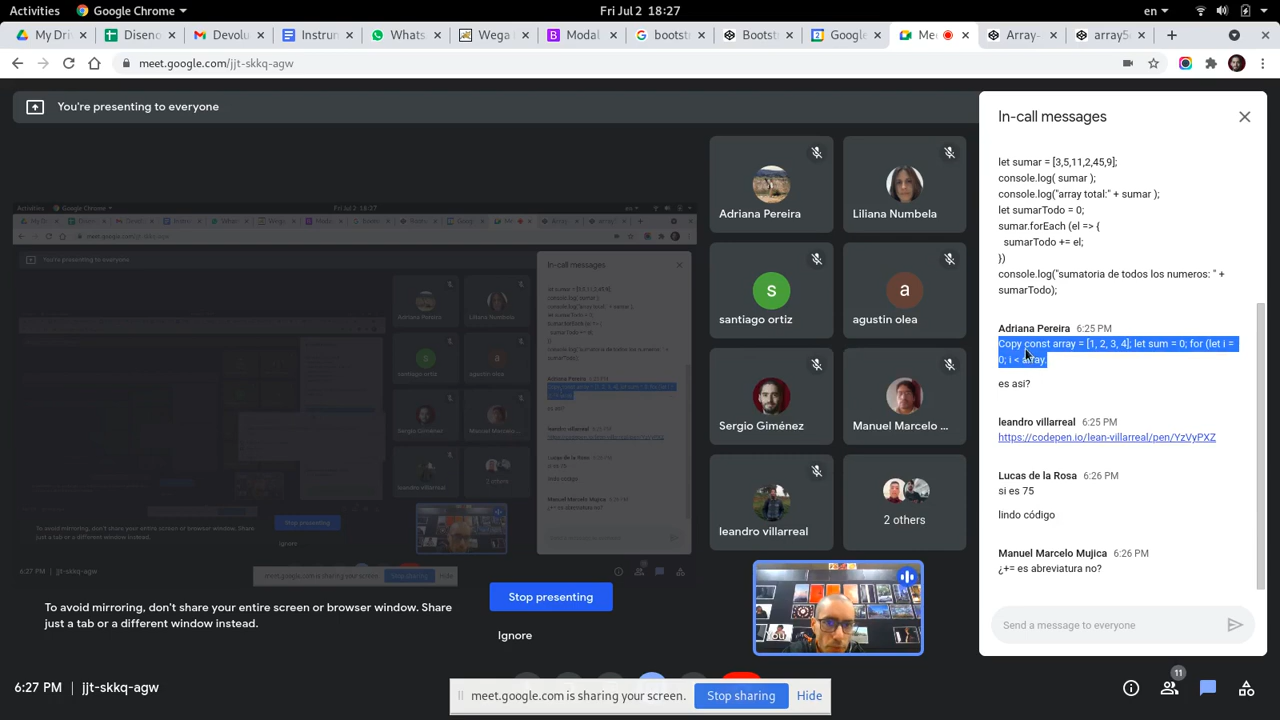 Activities
Google Chrome
Fri Jul 2 18:27
en
My Dri
Diseno
Devolu
Instrum
Whats
Wega
Modal
bootst
Bootst
Google
Mee
Array-
array5
meet.google.com/jjt-skkq-agw
You're presenting to everyone
In-call messages
let sumar = [3,5,11,2,45,9];
console.log( sumar );
console.log("array total:" + sumar );
let sumarTodo = 0;
sumar.forEach (el => {
sumarTodo += el;
})
console.log("sumatoria de todos los numeros: " +
sumarTodo);
Adriana Pereira 6:25 PM
Copy const array = [1, 2, 3, 4]; let sum = 0; for (let i =
0; i < array.
es asi?
leandro villarreal 6:25 PM
https://codepen.io/lean-villarreal/pen/YzVyPXZ
Lucas de la Rosa 6:26 PM
si es 75
lindo código
Manuel Marcelo Mujica 6:26 PM
¿+= es abreviatura no?
Send a message to everyone
Adriana Pereira
Liliana Numbela
s
santiago ortiz
a
agustin olea
Sergio Giménez
Manuel Marcelo ...
leandro villarreal
2 others
You
To avoid mirroring, don't share your entire screen or browser window. Share
just a tab or a different window instead.
Stop presenting
Ignore
6:27 PM | jjt-skkq-agw
meet.google.com is sharing your screen.
Stop sharing
Hide
11